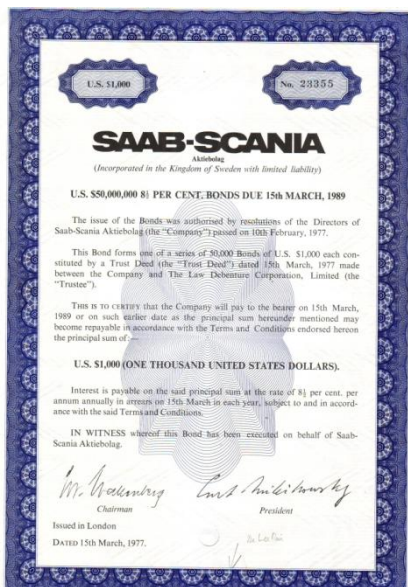 U.S. $1,000
No. 23355
SAAB-SCANIA
Aktiebolag
(Incorporated in the Kingdom of Sweden with limited liability)
U.S. $50,000,000 8½ PER CENT. BONDS DUE 15th MARCH, 1989
The issue of the Bonds was authorised by resolutions of the Directors of
Saab-Scania Aktiebolag (the “Company”) passed on 10th February, 1977.
This Bond forms one of a series of 50,000 Bonds of U.S. $1,000 each con-
stituted by a Trust Deed (the “Trust Deed”) dated 15th March, 1977 made
between the Company and The Law Debenture Corporation, Limited (the
“Trustee”).
THIS IS TO CERTIFY that the Company will pay to the bearer on 15th March,
1989 or on such earlier date as the principal sum hereunder mentioned may
become repayable in accordance with the Terms and Conditions endorsed hereon
the principal sum of:—
U.S. $1,000 (ONE THOUSAND UNITED STATES DOLLARS).
Interest is payable on the said principal sum at the rate of 8½ per cent. per
annum annually in arrears on 15th March in each year, subject to and in accord-
ance with the said Terms and Conditions.
IN WITNESS whereof this Bond has been executed on behalf of Saab-
Scania Aktiebolag.
Chairman
President
Issued in London
DATED 15th March, 1977.